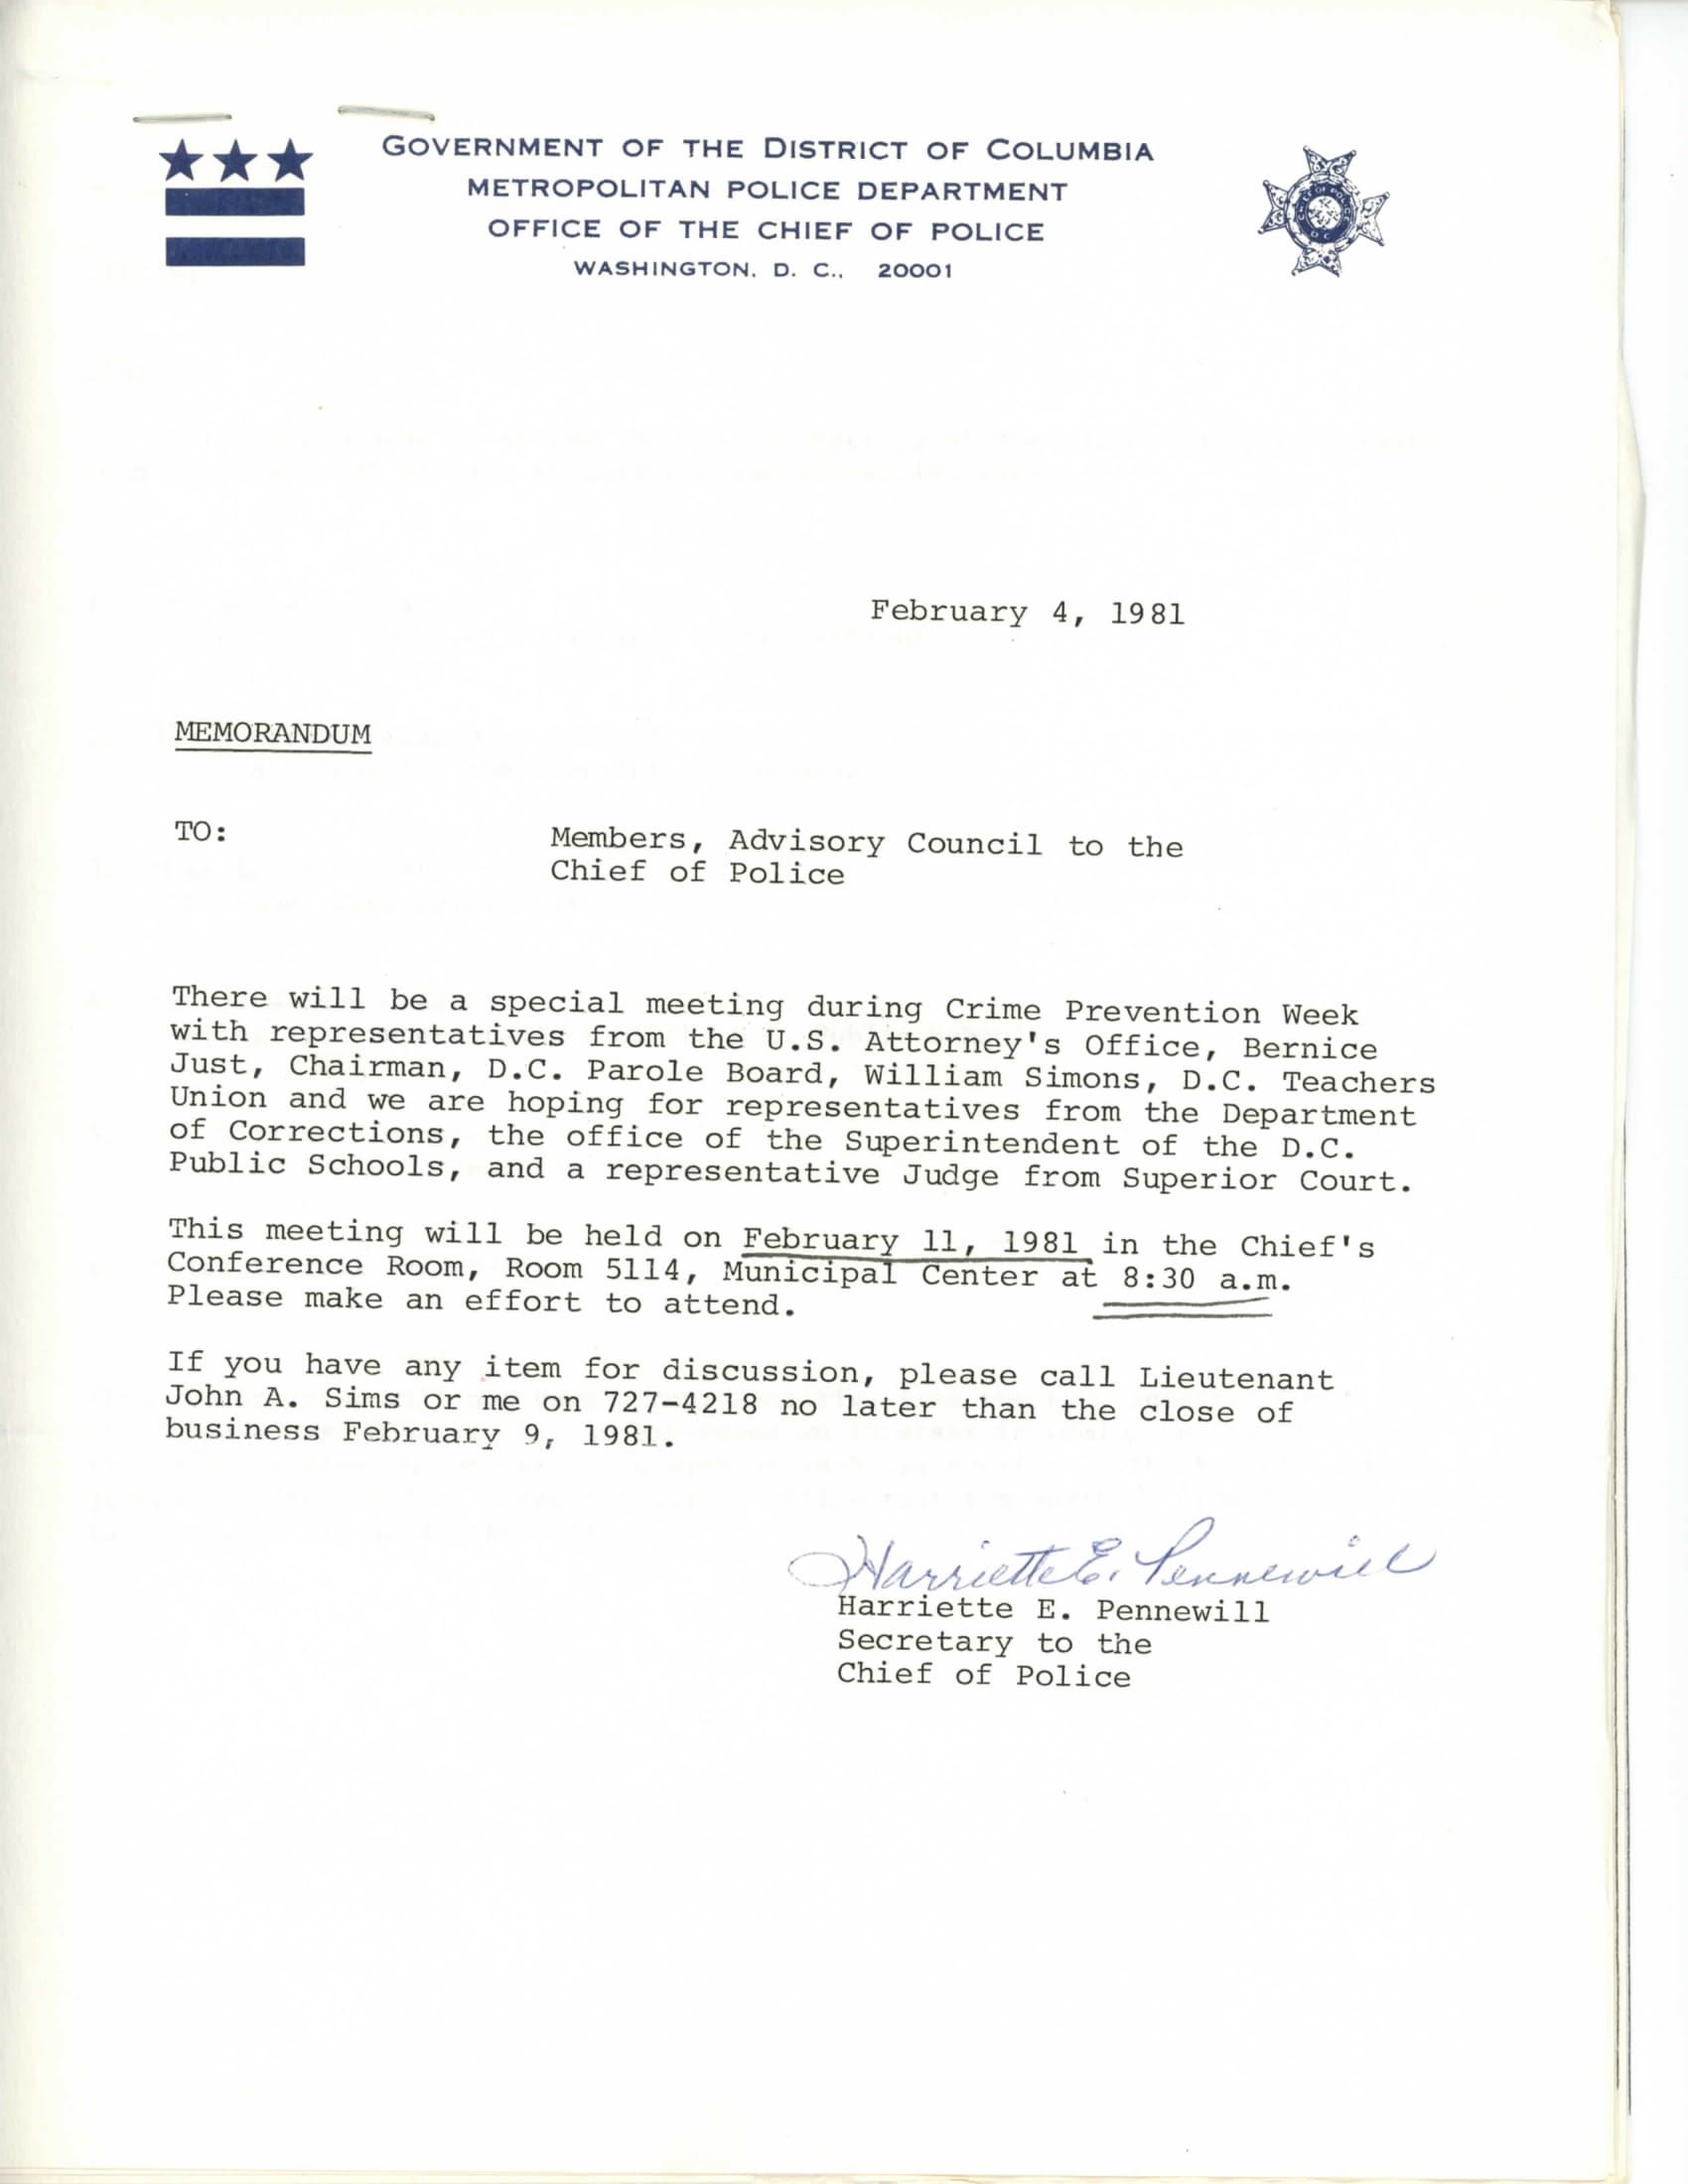 GOVERNMENT OF THE DISTRICT OF COLUMBIA
METROPOLITAN POLICE DEPARTMENT
OFFICE OF THE CHIEF OF POLICE
WASHINGTON, D. C., 20001
February 4, 1981
MEMORANDUM
TO:
Members, Advisory Council to the
Chief of Police
There will be a special meeting during Crime Prevention Week
with representatives from the U.S. Attorney's Office, Bernice
Just, Chairman, D.C. Parole Board, William Simons, D.C. Teachers
Union and we are hoping for representatives from the Department
of Corrections, the office of the Superintendent of the D.C.
Public Schools, and a representative Judge from Superior Court.
This meeting will be held on February 11, 1981 in the Chief's
Conference Room, Room 5114, Municipal Center at 8:30 a.m.
Please make an effort to attend.
If you have any item for discussion, please call Lieutenant
John A. Sims or me on 727-4218 no later than the close of
business February 9, 1981.
Harriette E. Pennewill
Harriette E. Pennewill
Secretary to the
Chief of Police